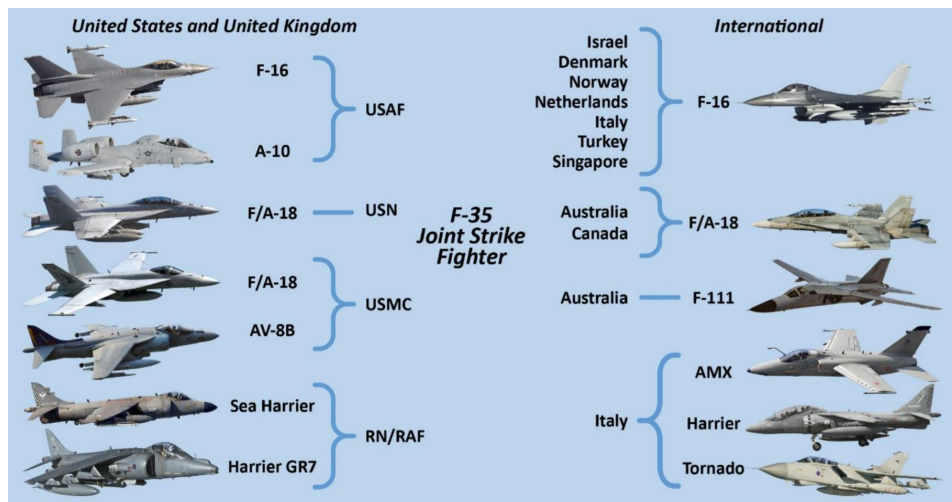 United States and United Kingdom
F-16
A-10
USAF
F/A-18
USN
F/A-18
AV-8B
USMC
Sea Harrier
Harrier GR7
RN/RAF
F-35
Joint Strike
Fighter
International
Israel
Denmark
Norway
Netherlands
Italy
Turkey
Singapore
F-16
Australia
Canada
F/A-18
Australia
F-111
Italy
AMX
Harrier
Tornado